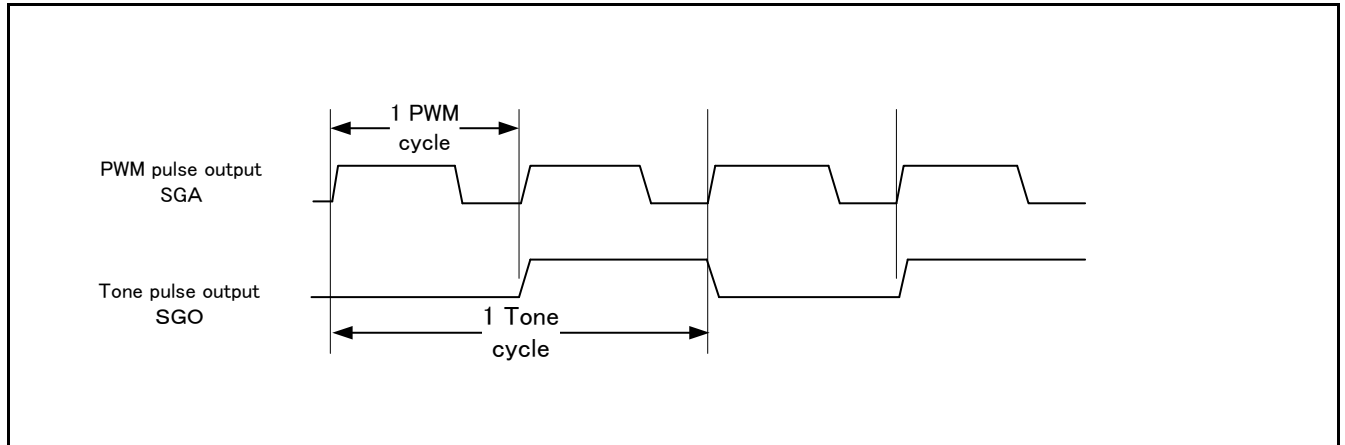 1 PWM
cycle
PWM pulse output
SGA
Tone pulse output
SGO
1 Tone
cycle